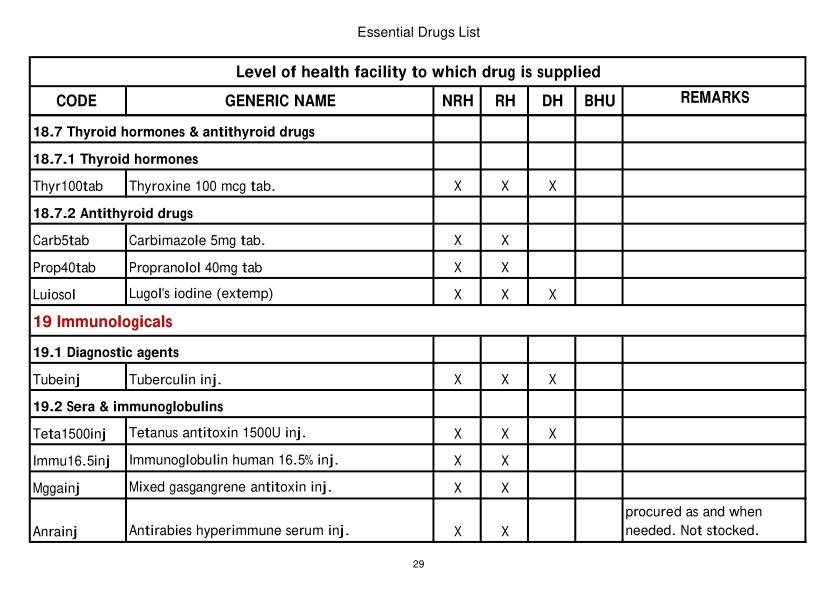 Essential Drugs List
Level of health facility to which drug is supplied
CODE GENERIC NAME NRH RH DH BHU REMARKS
18.7 Thyroid hormones & antithyroid drugs
18.7.1 Thyroid hormones
Thyr100tab Thyroxine 100 mcg tab. X X X
18.7.2 Antithyroid drugs
Carb5tab Carbimazole 5mg tab. X X
Prop40tab Propranolol 40mg tab X X
Luiosol Lugol's iodine (extemp) X X X
19 Immunologicals
19.1 Diagnostic agents
Tubeinj Tuberculin inj. X X X
19.2 Sera & immunoglobulins
Teta1500inj Tetanus antitoxin 1500U inj. X X X
Immu16.5inj Immunoglobulin human 16.5% inj. X X
Mggainj Mixed gasgangrene antitoxin inj. X X
procured as and when
Anrainj Antirabies hyperimmune serum inj. X X needed. Not stocked.
29